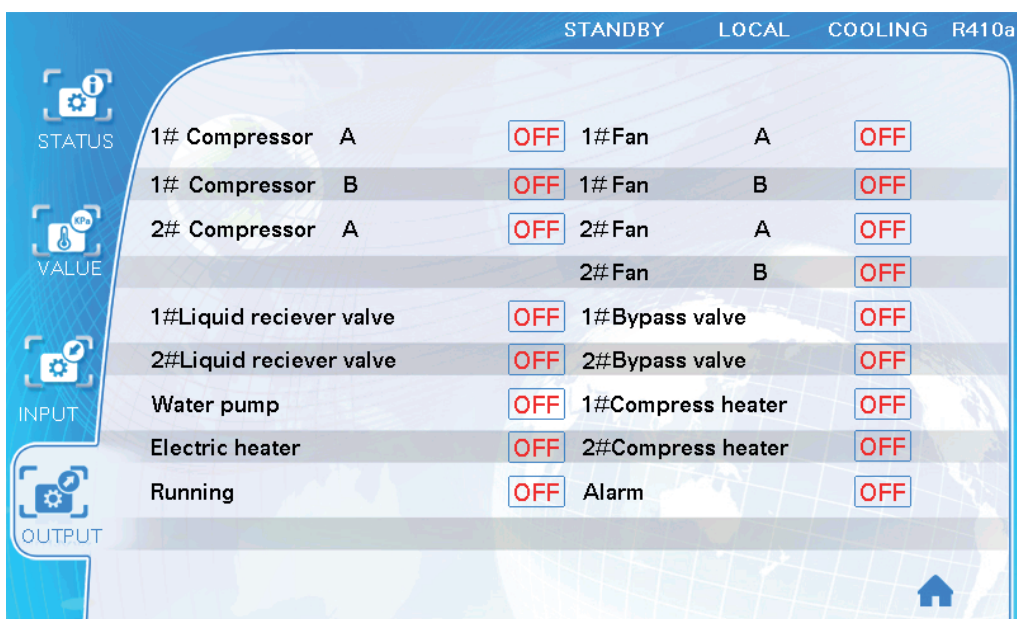 STANDBY LOCAL COOLING R410a
STATUS
VALUE
KPa
INPUT
OUTPUT
1# Compressor A OFF 1#Fan A OFF
1# Compressor B OFF 1#Fan B OFF
2# Compressor A OFF 2#Fan A OFF
2#Fan B OFF
1#Liquid reciever valve OFF 1#Bypass valve OFF
2#Liquid reciever valve OFF 2#Bypass valve OFF
Water pump OFF 1#Compress heater OFF
Electric heater OFF 2#Compress heater OFF
Running OFF Alarm OFF